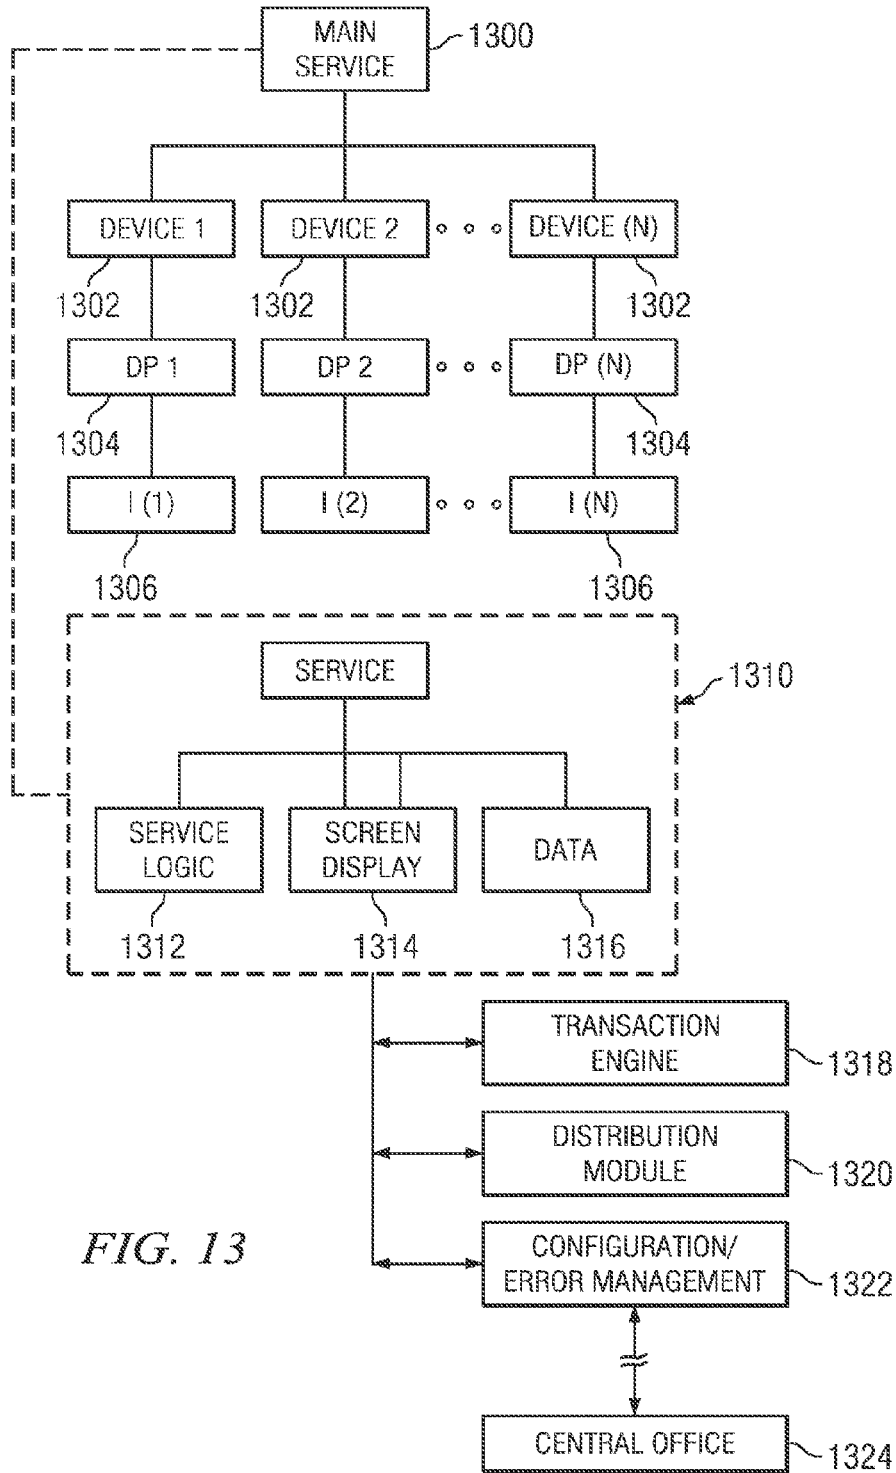 MAIN
SERVICE
1300
DEVICE 1
DEVICE 2
DEVICE (N)
1302
1302
1302
DP 1
DP 2
DP (N)
1304
1304
I (1)
I (2)
I (N)
1306
1306
SERVICE
1310
SERVICE
LOGIC
SCREEN
DISPLAY
DATA
1312
1314
1316
TRANSACTION
ENGINE
1318
DISTRIBUTION
MODULE
1320
FIG. 13
CONFIGURATION/
ERROR MANAGEMENT
1322
CENTRAL OFFICE
1324